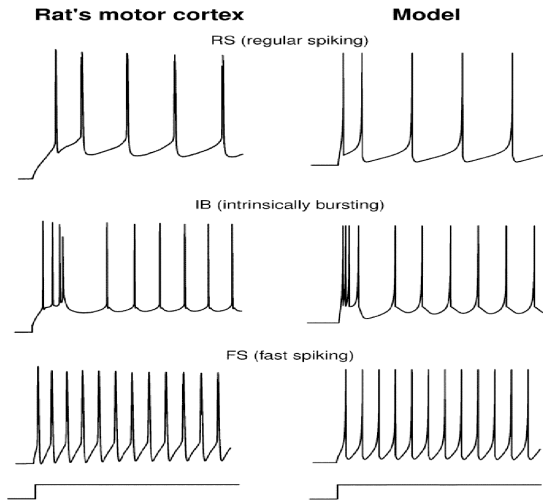 Rat's motor cortex Model
RS (regular spiking)
IB (intrinsically bursting)
FS (fast spiking)